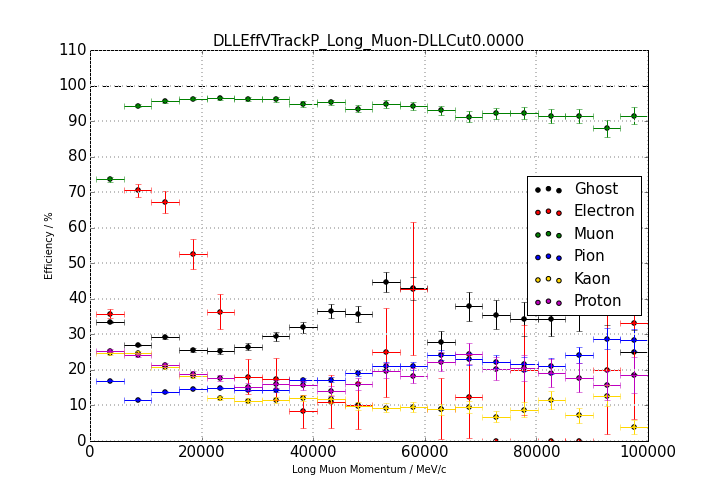 DLLEffVTrackP_Long_Muon-DLLCut0.0000
110
100
90
80
70
60
50
40
30
20
10
0
Efficiency / %
Ghost
Electron
Muon
Pion
Kaon
Proton
0 20000 40000 60000 80000 100000
Long Muon Momentum / MeV/c